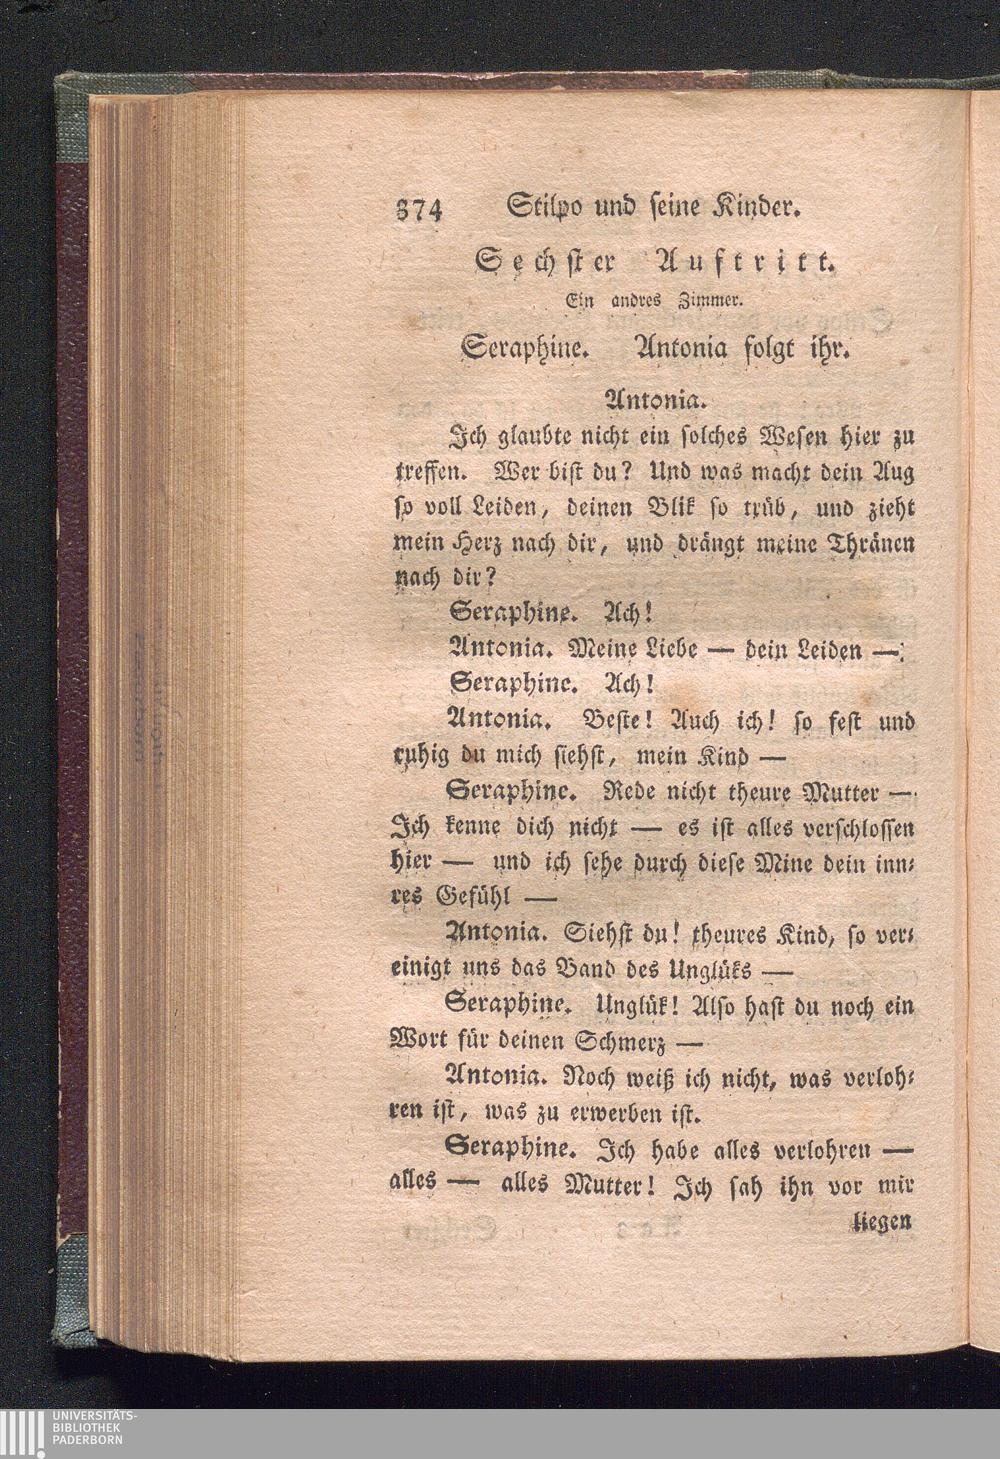 374 Stilpo und ſeine Kinder.
Sechſter Auftritt.
Ein andres Zimmer.
Seraphine. Antonia folgt ihr.
Antonia.
Ich glaubte nicht ein ſolches Weſen hier zu
treffen. Wer biſt du? Und was macht dein Aug
ſo voll Leiden, deinen Blik ſo trüb, und zieht
mein Herz nach dir, und drängt meine Thränen
nach dir?
Seraphine. Ach!
Antonia. Meine Liebe — dein Leiden —
Seraphine. Ach!
Antonia. Beſte! Auch ich! ſo feſt und
ruhig du mich ſiehſt, mein Kind —
Seraphine. Rede nicht theure Mutter —
Ich kenne dich nicht — es iſt alles verſchloſſen
hier — und ich ſehe durch dieſe Mine dein inn⸗
res Gefühl —
Antonia. Siehſt du! theures Kind, ſo ver⸗
einigt uns das Band des Unglüks —
Seraphine. Unglük! Alſo haſt du noch ein
Wort für deinen Schmerz —
Antonia. Noch weiß ich nicht, was verloh⸗
ren iſt, was zu erwerben iſt.
Seraphine. Ich habe alles verlohren —
alles — alles Mutter! Ich ſah ihn vor mir
liegen
UNIVERSITÄTS-
BIBLIOTHEK
PADERBORN